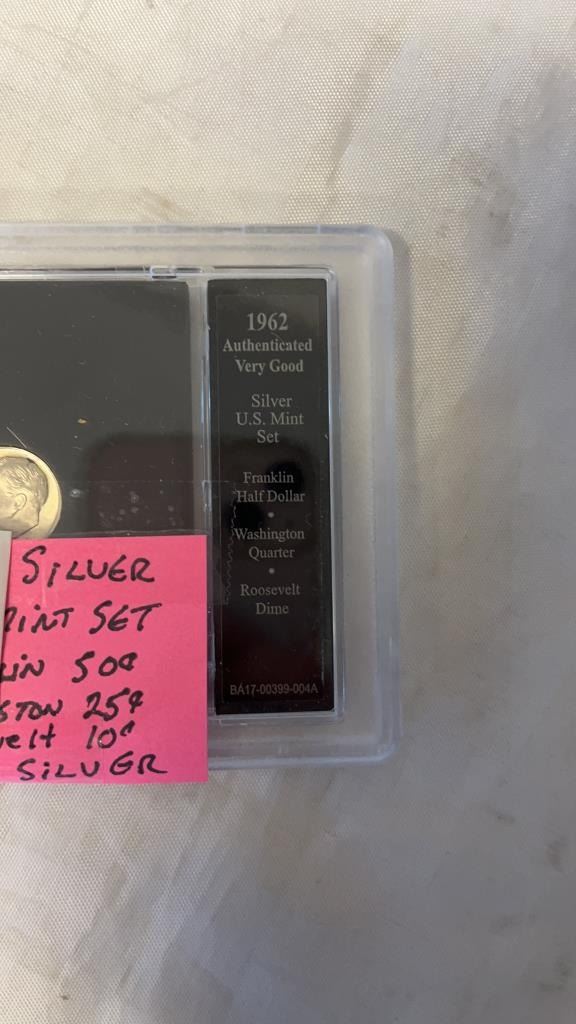 1962
Authenticated
Very Good
Silver
U.S. Mint
Set
Franklin
Half Dollar
•
Washington
Quarter
•
Roosevelt
Dime
BA17-00399-004A
SILVER
MINT SET
LIN 50¢
STON 25¢
velt 10¢
SILVER